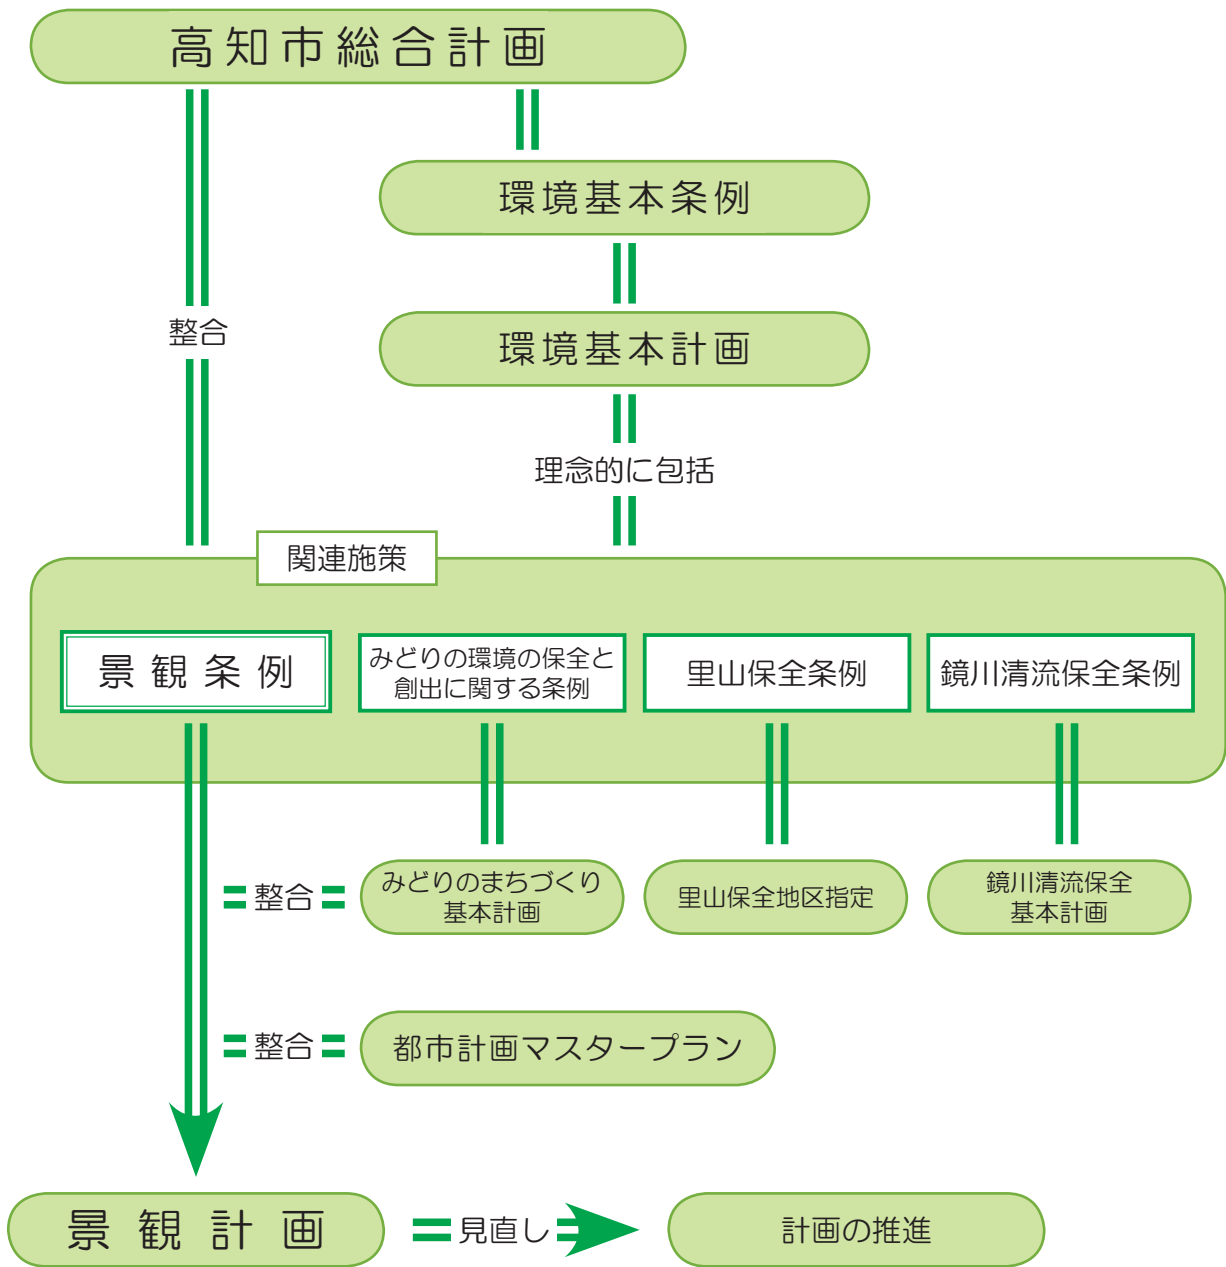 高知市総合計画
環境基本条例
整合
環境基本計画
理念的に包括
関連施策
景観条例
みどりの環境の保全と
創出に関する条例
里山保全条例
鏡川清流保全条例
整合
みどりのまちづくり
基本計画
里山保全地区指定
鏡川清流保全
基本計画
整合
都市計画マスタープラン
景観計画
見直し
計画の推進